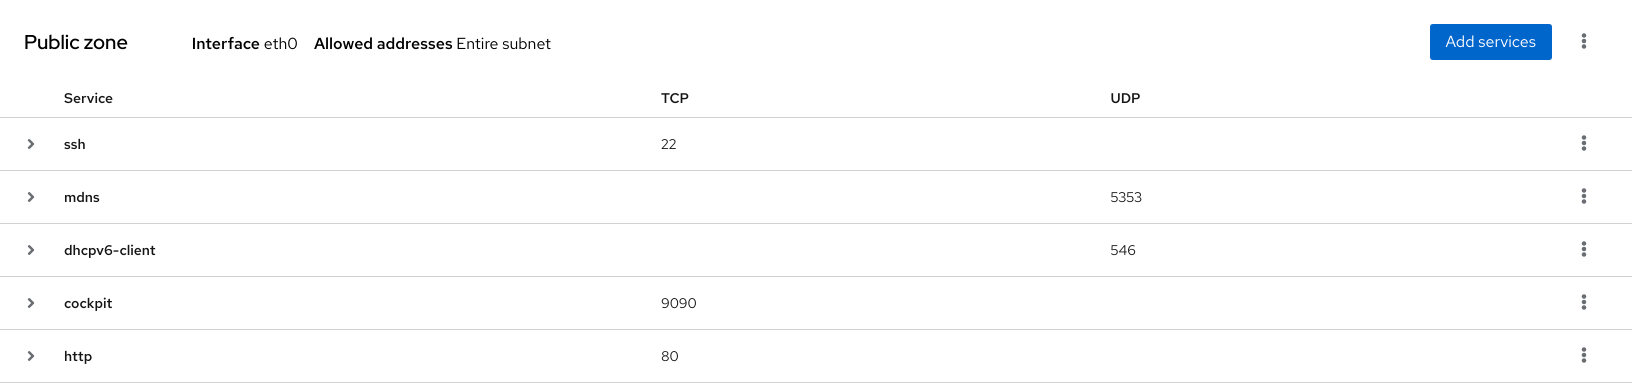 Public zone Interface eth0 Allowed addresses Entire subnet Add services
Service TCP UDP
ssh 22
mdns 5353
dhcpv6-client 546
cockpit 9090
http 80